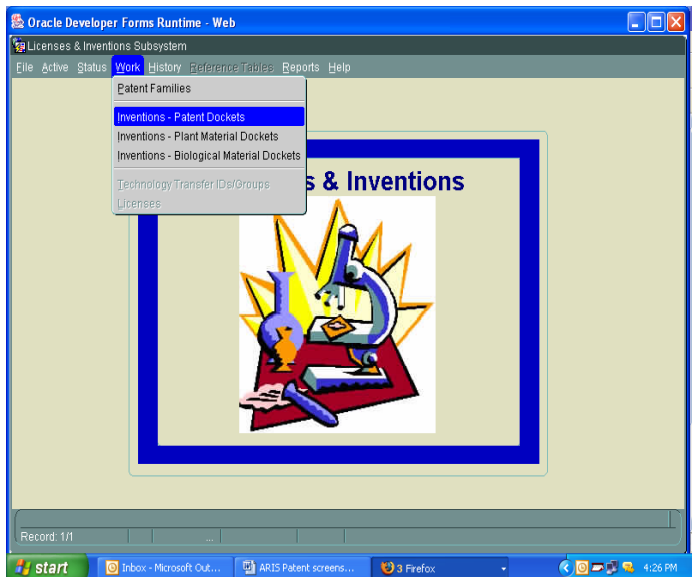 Oracle Developer Forms Runtime - Web
Licenses & Inventions Subsystem
File Active Status Work History Reference Tables Reports Help
Patent Families
Inventions - Patent Dockets
Inventions - Plant Material Dockets
Inventions - Biological Material Dockets
Technology Transfer IDs/Groups
Licenses
s & Inventions
Record: 1/1
...
start
Inbox - Microsoft Out...
ARIS Patent screens...
3 Firefox
4:26 PM